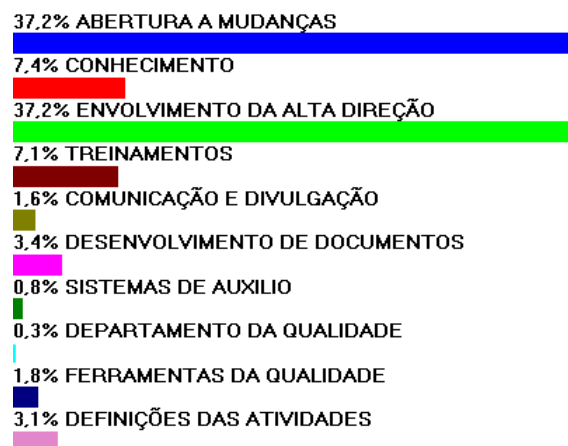 37,2% ABERTURA A MUDANÇAS
7,4% CONHECIMENTO
37,2% ENVOLVIMENTO DA ALTA DIREÇÃO
7,1% TREINAMENTOS
1,6% COMUNICAÇÃO E DIVULGAÇÃO
3,4% DESENVOLVIMENTO DE DOCUMENTOS
0,8% SISTEMAS DE AUXILIO
0,3% DEPARTAMENTO DA QUALIDADE
1,8% FERRAMENTAS DA QUALIDADE
3,1% DEFINIÇÕES DAS ATIVIDADES